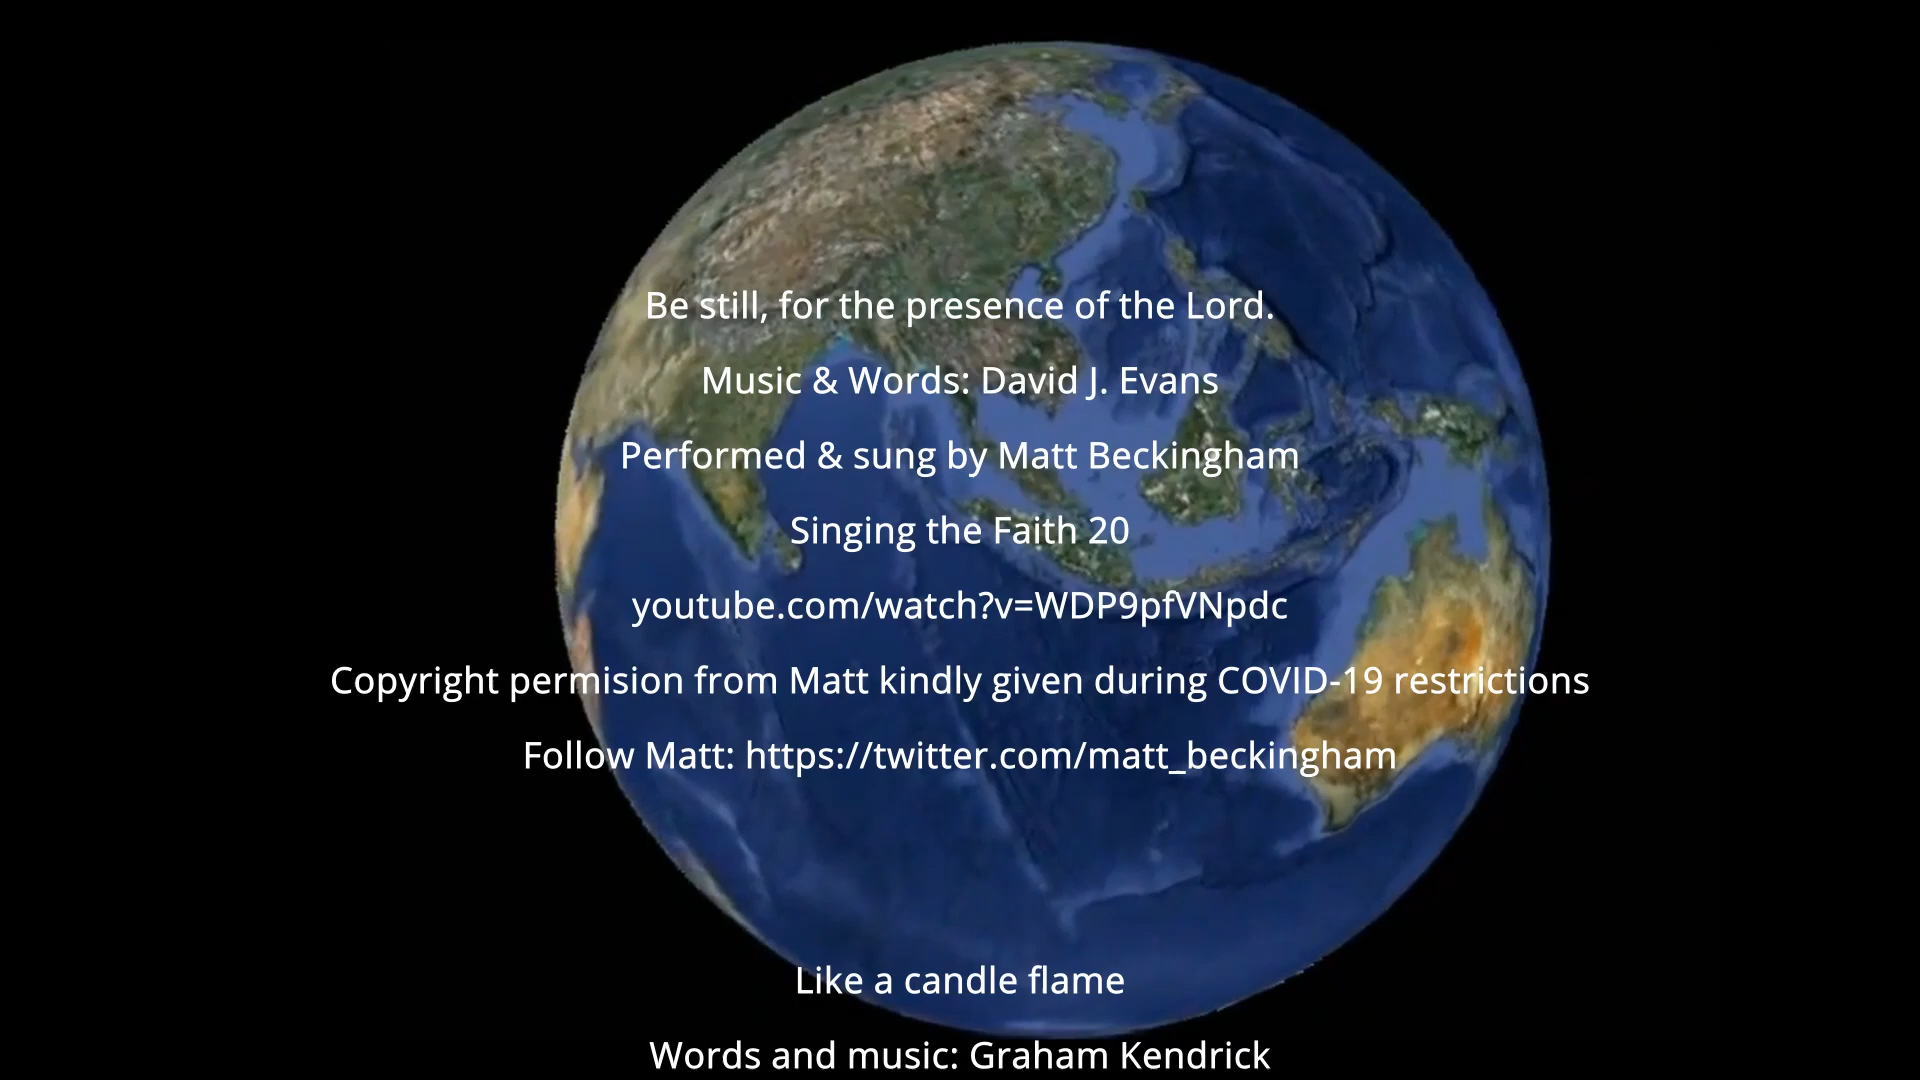 Be still, for the presence of the Lord.
Music & Words: David J. Evans
Performed & sung by Matt Beckingham
Singing the Faith 20
youtube.com/watch?v=WDP9pfVNpdc
Copyright permision from Matt kindly given during COVID-19 restrictions
Follow Matt: https://twitter.com/matt_beckingham
Like a candle flame
Words and music: Graham Kendrick